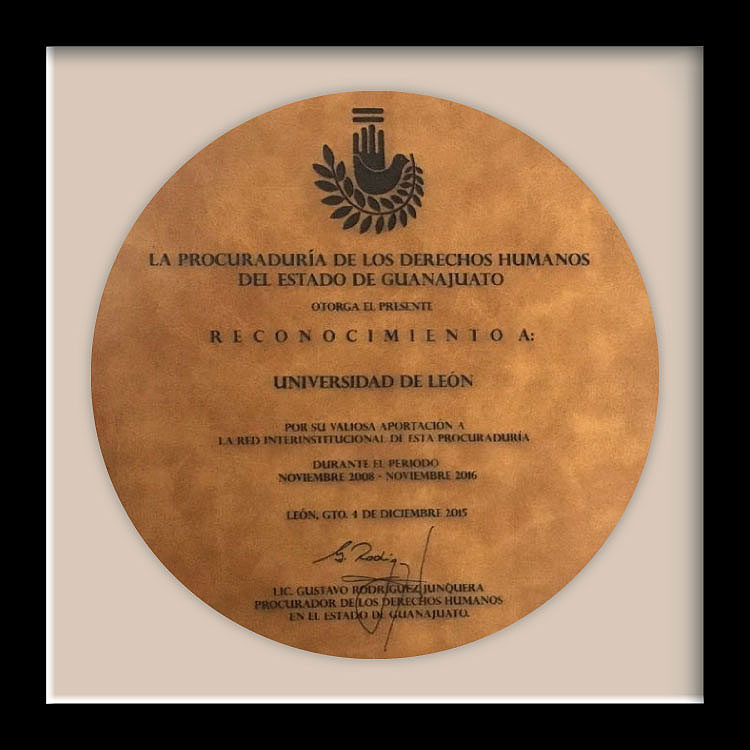 LA PROCURADURÍA DE LOS DERECHOS HUMANOS
DEL ESTADO DE GUANAJUATO
OTORGA EL PRESENTE
RECONOCIMIENTO A:
UNIVERSIDAD DE LEÓN
POR SU VALIOSA APORTACIÓN A
LA RED INTERINSTITUCIONAL DE ESTA PROCURADURÍA
DURANTE EL PERIODO
NOVIEMBRE 2008 - NOVIEMBRE 2016
LEÓN, GTO. 4 DE DICIEMBRE 2015
G. Rodig
LIC. GUSTAVO RODRÍGUEZ JUNQUERA
PROCURADOR DE LOS DERECHOS HUMANOS
EN EL ESTADO DE GUANAJUATO.